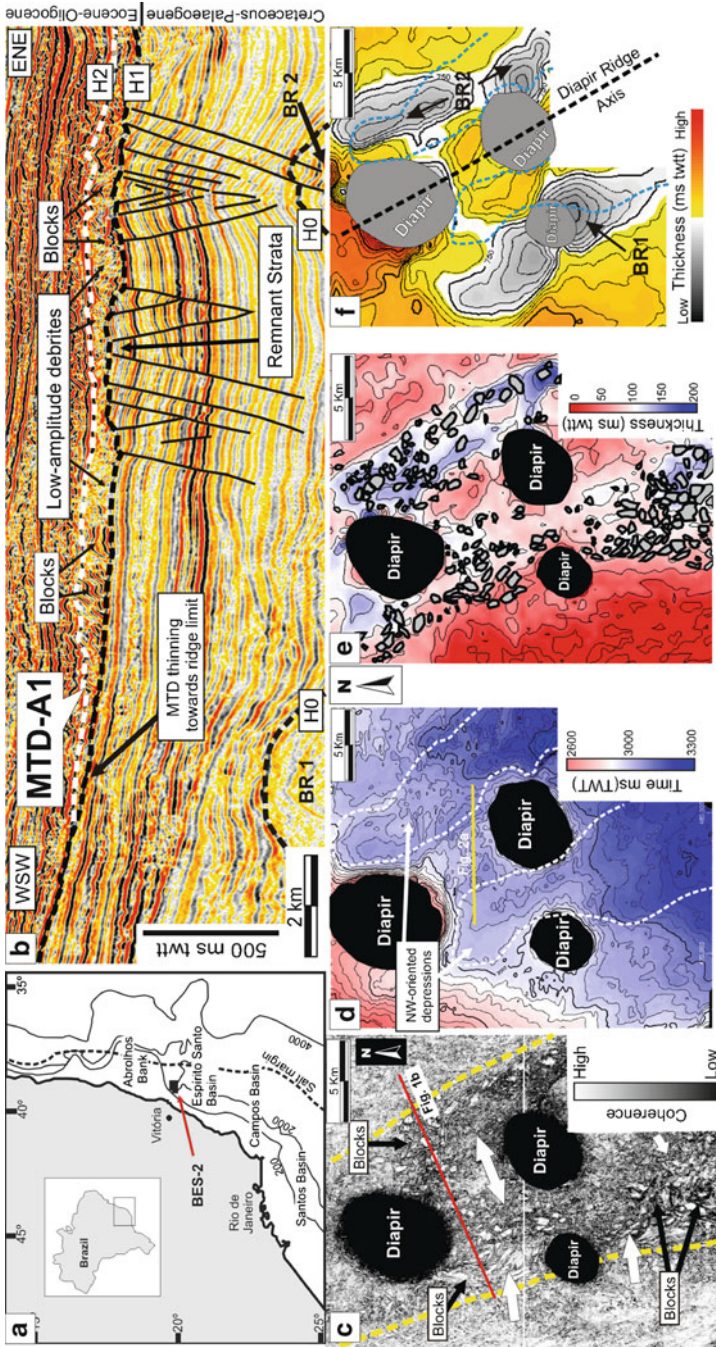 a
35°
40°
45°
20°
25°
Brazil
Abrolhos
Bank
Vitória
Espírito Santo
Basin
Salt margin
4000
Campos Basin
2000
200
BES-2
Rio de
Janeiro
Santos Basin
b
WSW
ENE
MTD-A1
Blocks
Low-amplitude debrites
Blocks
H2
H1
MTD thinning
towards ridge limit
Remnant Strata
500 ms twtt
2 km
BR 1
H0
H0
BR 2
Eocene-Oligocene
Cretaceous-Palaeogene
c
5 Km
N
Fig. 1b
Blocks
Blocks
Diapir
Diapir
Diapir
Blocks
High
Coherence
Low
d
5 Km
Diapir
NW-oriented
depressions
Fig. 2a
Diapir
Diapir
2600
3000
3300
Time ms(TWT)
N
e
5 Km
Diapir
Diapir
Diapir
0
50
100
150
200
Thickness (ms twtt)
f
5 Km
BR2
750
Diapir
Diapir
Diapir
BR1
750
Diapir Ridge
Axis
Low
Thickness (ms twtt)
High